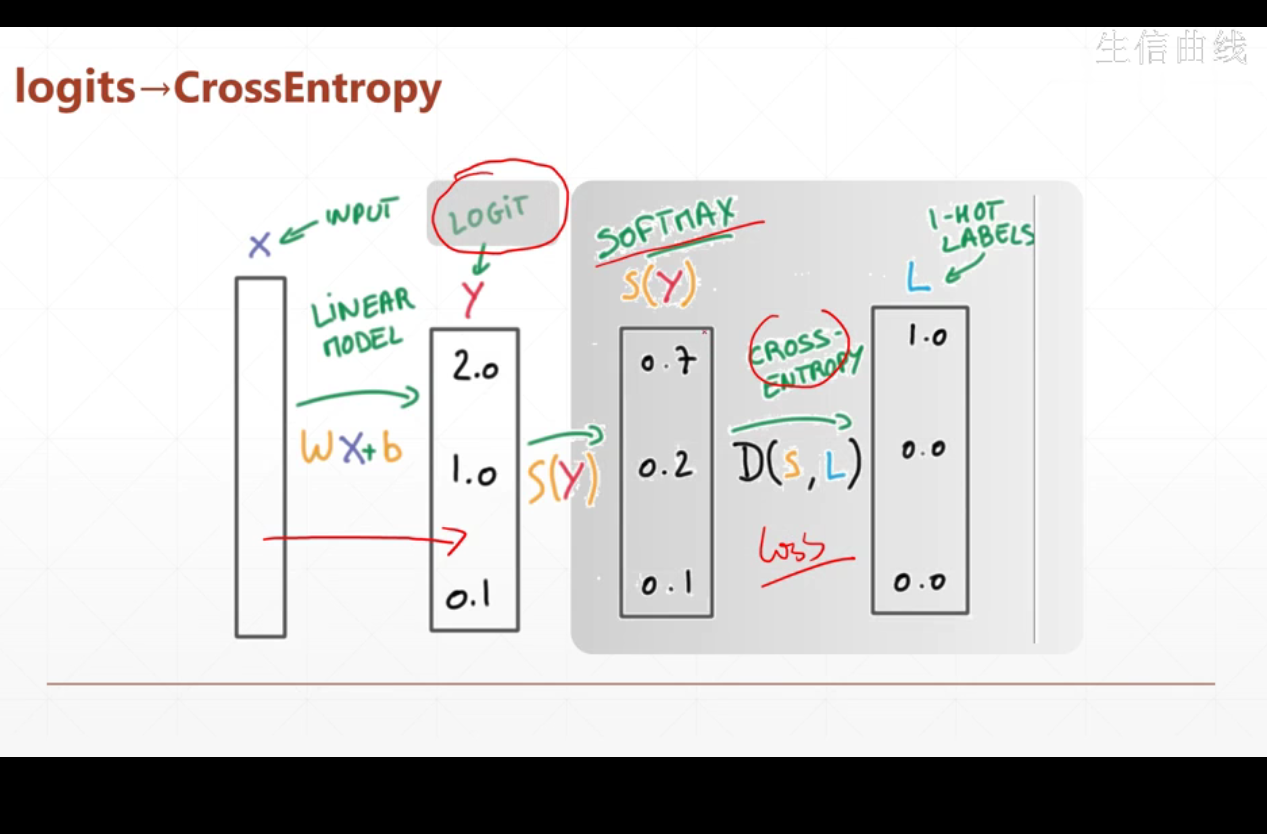 生信曲线
logits→CrossEntropy
INPUT
X
LOGIT
Y
LINEAR
MODEL
WX+b
2.0
1.0
0.1
S(Y)
SOFTMAX
S(Y)
0.7
0.2
0.1
CROSS-
ENTROPY
D(S,L)
loss
1-HOT
LABELS
L
1.0
0.0
0.0